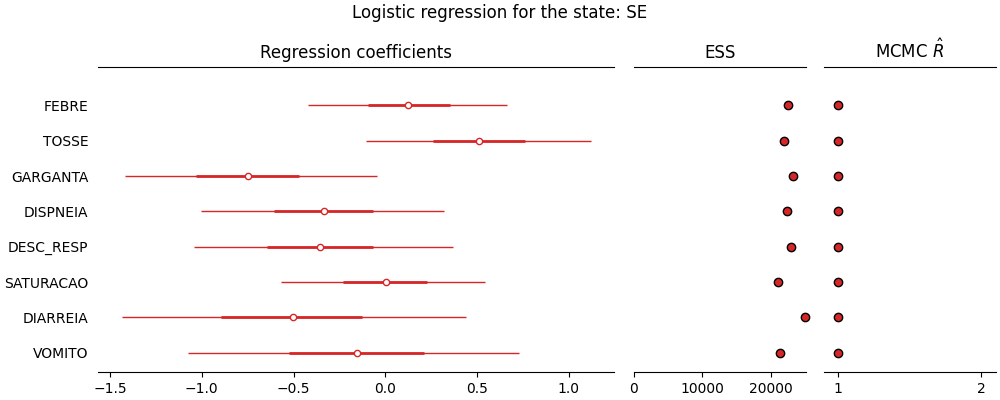 Logistic regression for the state: SE
Regression coefficients
ESS
MCMC R̂
FEBRE
TOSSE
GARGANTA
DISPNEIA
DESC_RESP
SATURACAO
DIARREIA
VOMITO
−1.5 −1.0 −0.5 0.0 0.5 1.0
0 10000 20000
1 2